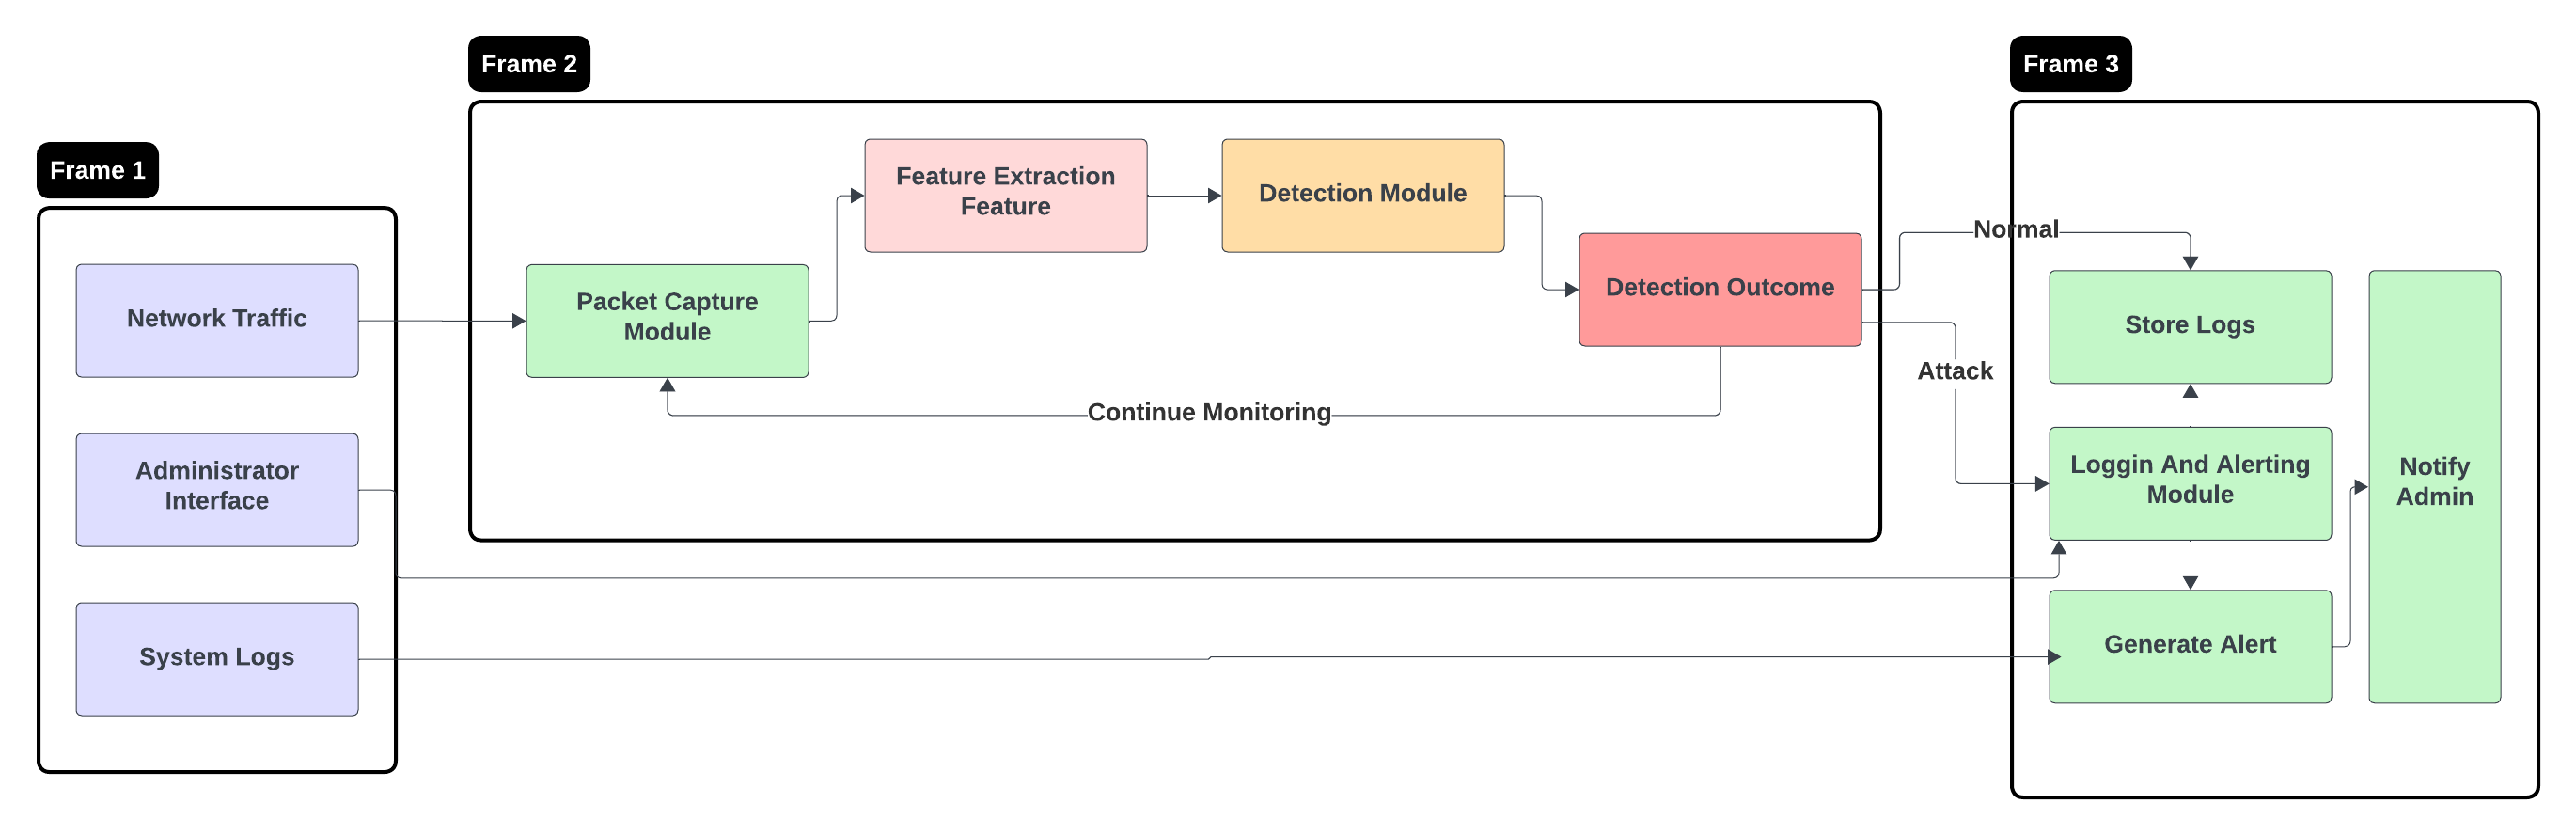 Frame 1
Network Traffic
Administrator
Interface
System Logs
Frame 2
Packet Capture
Module
Feature Extraction
Feature
Detection Module
Detection Outcome
Continue Monitoring
Normal
Attack
Frame 3
Store Logs
Loggin And Alerting
Module
Generate Alert
Notify
Admin